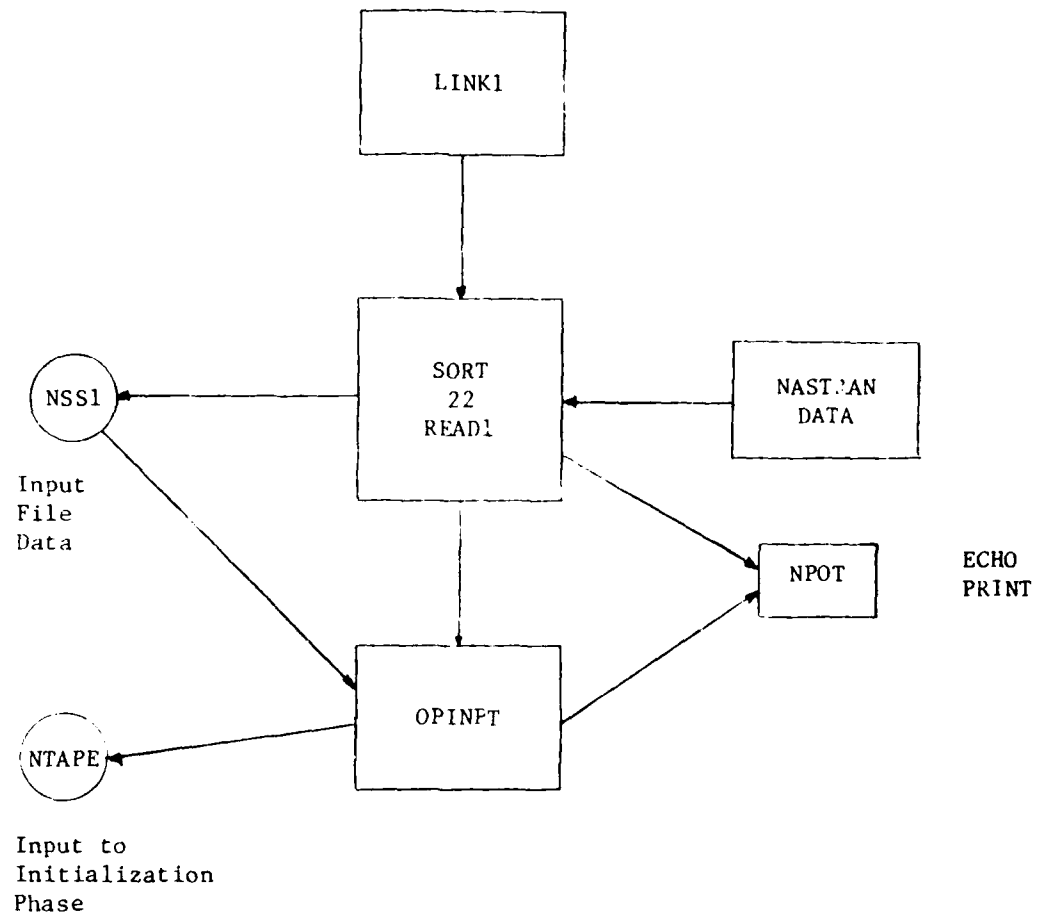 LINK1
SORT
22
READ1
NASTRAN
DATA
NSS1
Input
File
Data
NPOT
ECHO
PRINT
OPINPT
NTAPE
Input to
Initialization
Phase